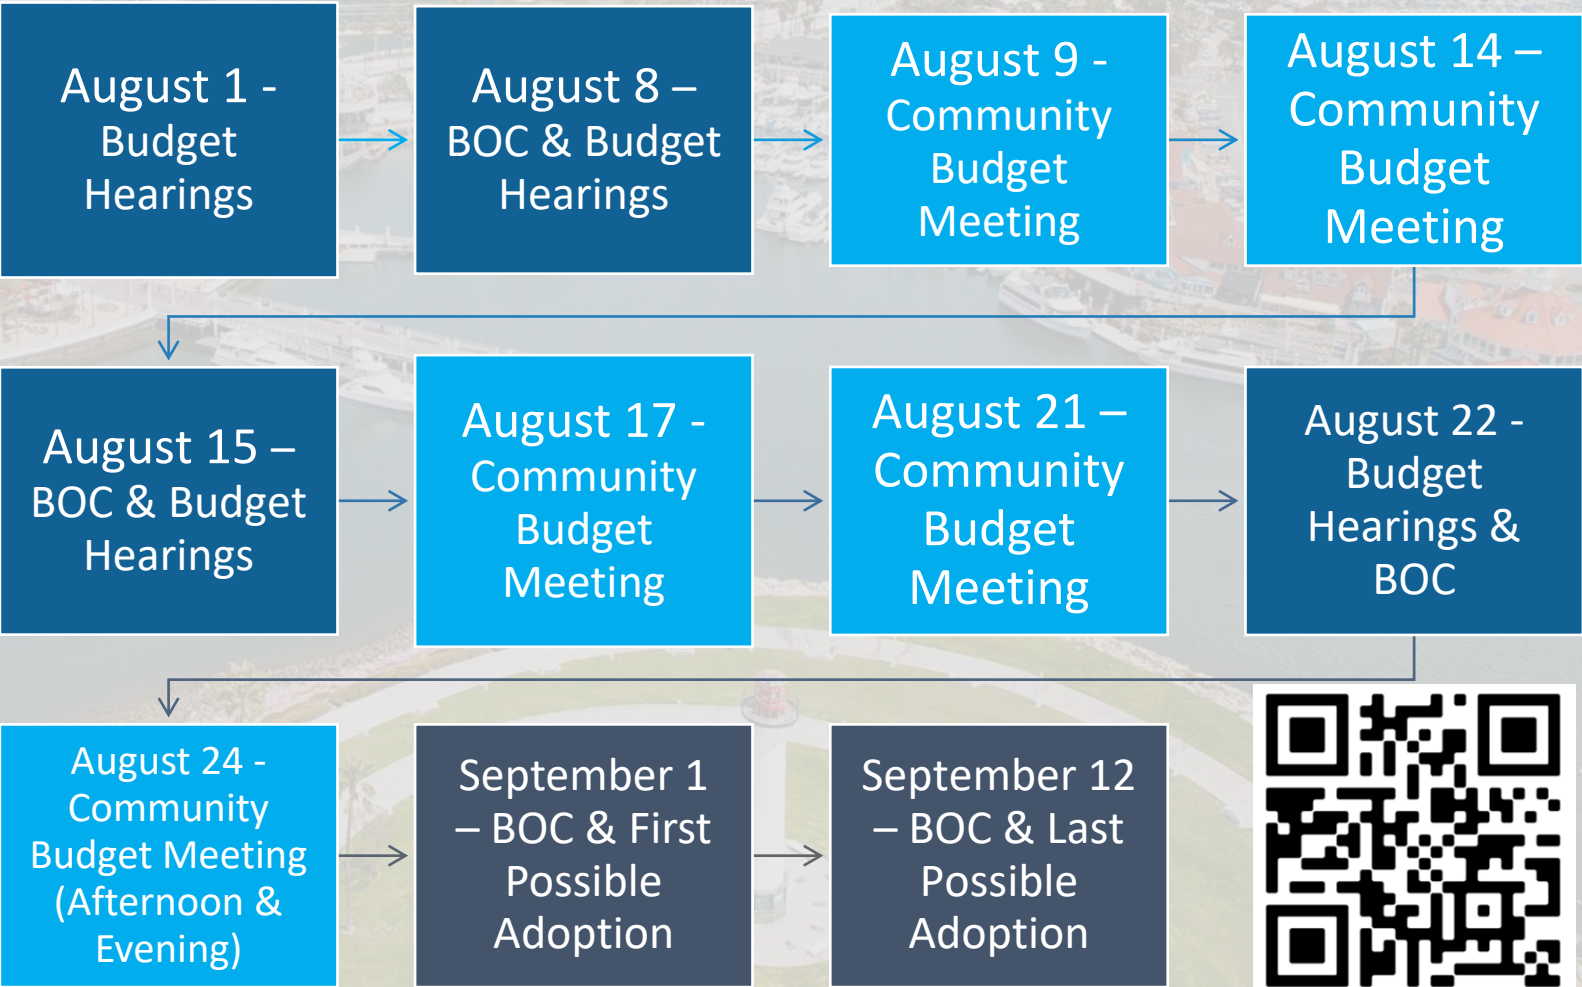 August 1 -
Budget
Hearings
August 8 –
BOC & Budget
Hearings
August 9 -
Community
Budget
Meeting
August 14 –
Community
Budget
Meeting
August 15 –
BOC & Budget
Hearings
August 17 -
Community
Budget
Meeting
August 21 –
Community
Budget
Meeting
August 22 -
Budget
Hearings &
BOC
August 24 -
Community
Budget Meeting
(Afternoon &
Evening)
September 1
– BOC & First
Possible
Adoption
September 12
– BOC & Last
Possible
Adoption